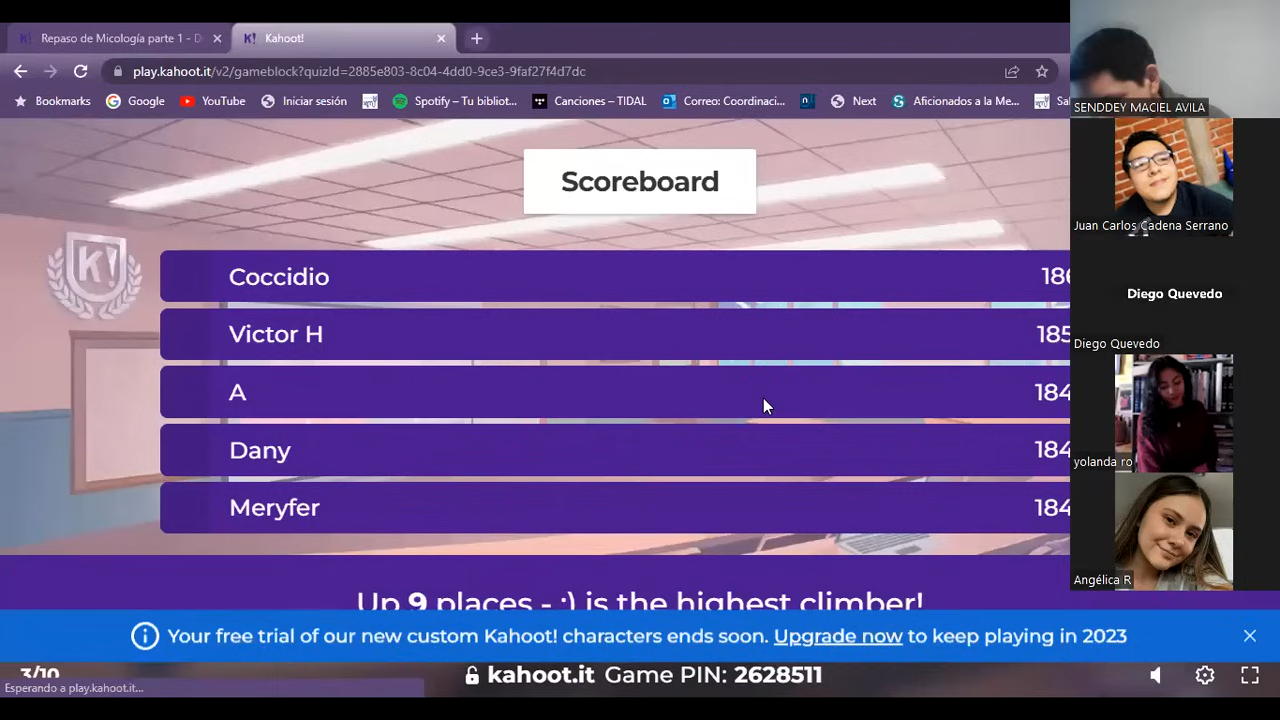 Repaso de Micología parte 1 - D
Kahoot!
play.kahoot.it/v2/gameblock?quizId=2885e803-8c04-4dd0-9ce3-9faf27f4d7dc
Bookmarks Google YouTube Iniciar sesión Spotify – Tu bibliot... Canciones – TIDAL Correo: Coordinaci... Next Aficionados a la Me... Sal
SENDDEY MACIEL AVILA
Juan Carlos Cadena Serrano
Diego Quevedo
Diego Quevedo
yolanda ro
Angélica R
Scoreboard
K!
Coccidio 186
Victor H 185
A 184
Dany 184
Meryfer 184
Up 9 places - :) is the highest climber!
Your free trial of our new custom Kahoot! characters ends soon. Upgrade now to keep playing in 2023
3/10
kahoot.it Game PIN: 2628511
Esperando a play.kahoot.it...